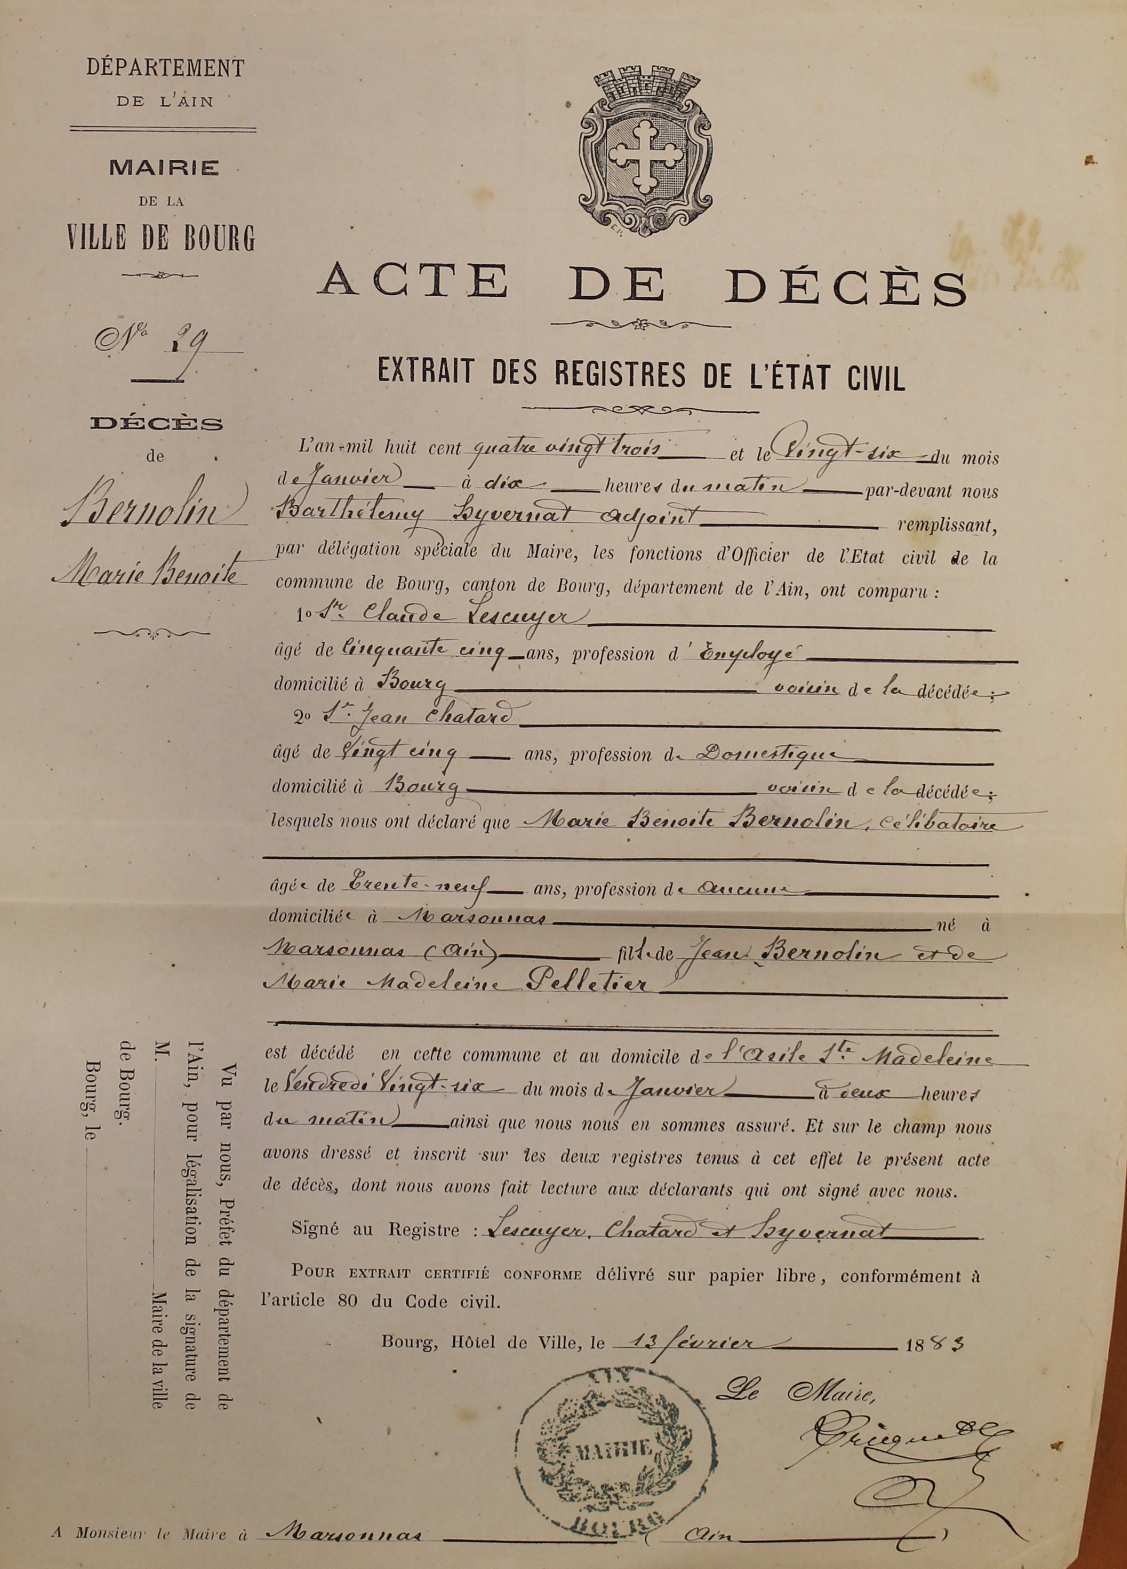 DÉPARTEMENT
DE L'AIN
MAIRIE
DE LA
VILLE DE BOURG
No 29
DÉCÈS
de
Bernolin
Marie Benoite
ACTE DE DÉCÈS
EXTRAIT DES REGISTRES DE L'ÉTAT CIVIL
L'an mil huit cent quatre vingt trois et le Vingt-six du mois
de Janvier à dix heures du matin par-devant nous
Barthélemy Hyvernat adjoint remplissant,
par délégation spéciale du Maire, les fonctions d'Officier de l'Etat civil de la
commune de Bourg, canton de Bourg, département de l'Ain, ont comparu :
1o Sr. Claude Lescuyer
âgé de Cinquante cinq ans, profession d'Employé
domicilié à Bourg voisin de la décédée ;
2o Sr. Jean Chatard
âgé de Vingt cinq ans, profession de Domestique
domicilié à Bourg voisin de la décédée ;
lesquels nous ont déclaré que Marie Benoite Bernolin, célibataire
âgée de Trente-neuf ans, profession de aucune
domiciliée à Marsonnas né à
Marsonnas (Ain) fille de Jean Bernolin et de
Marie Madeleine Pelletier
est décédé en cette commune et au domicile de l'asile Ste Madeleine
le Vendredi Vingt-six du mois de Janvier à deux heures
du matin ainsi que nous nous en sommes assuré. Et sur le champ nous
avons dressé et inscrit sur les deux registres tenus à cet effet le présent acte
de décès, dont nous avons fait lecture aux déclarants qui ont signé avec nous.
Signé au Registre : Lescuyer, Chatard et Hyvernat
POUR EXTRAIT CERTIFIÉ CONFORME délivré sur papier libre, conformément à
l'article 80 du Code civil.
Bourg, Hôtel de Ville, le 13 février 1883
Le Maire,
Vu par nous, Préfet du département de
l'Ain, pour légalisation de la signature de
M. Maire de la ville
de Bourg.
Bourg, le
AIN
MAIRIE
BOURG
A Monsieur le Maire à Marsonnas (Ain)